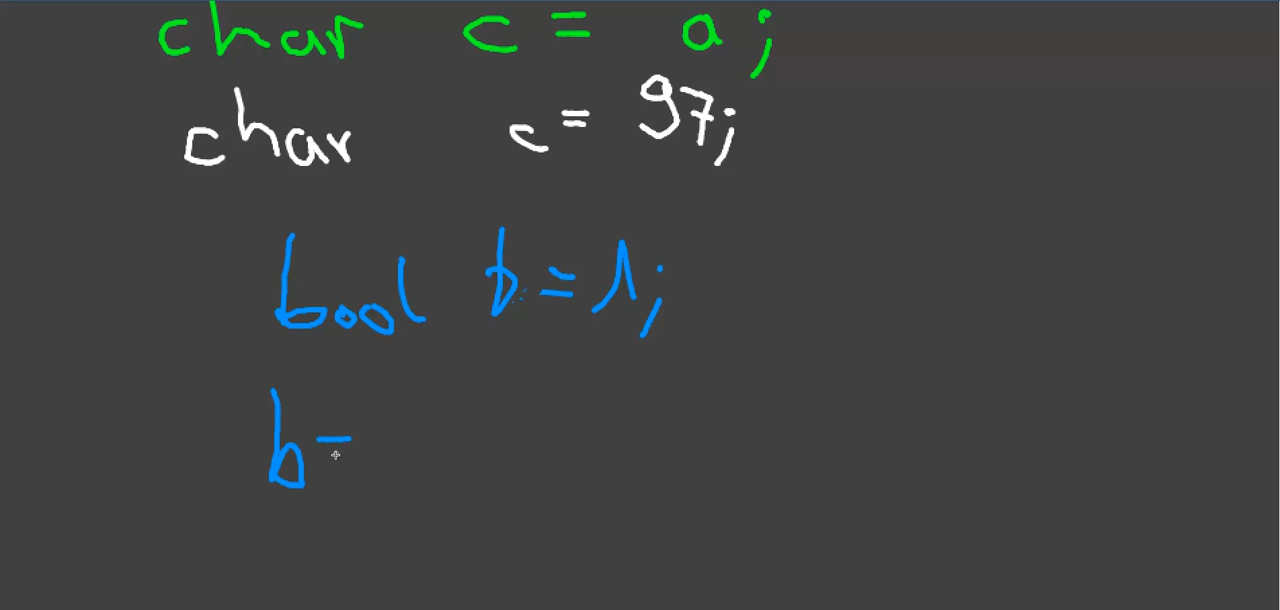 char c = a;
char c = 97;
bool b = 1;
b -